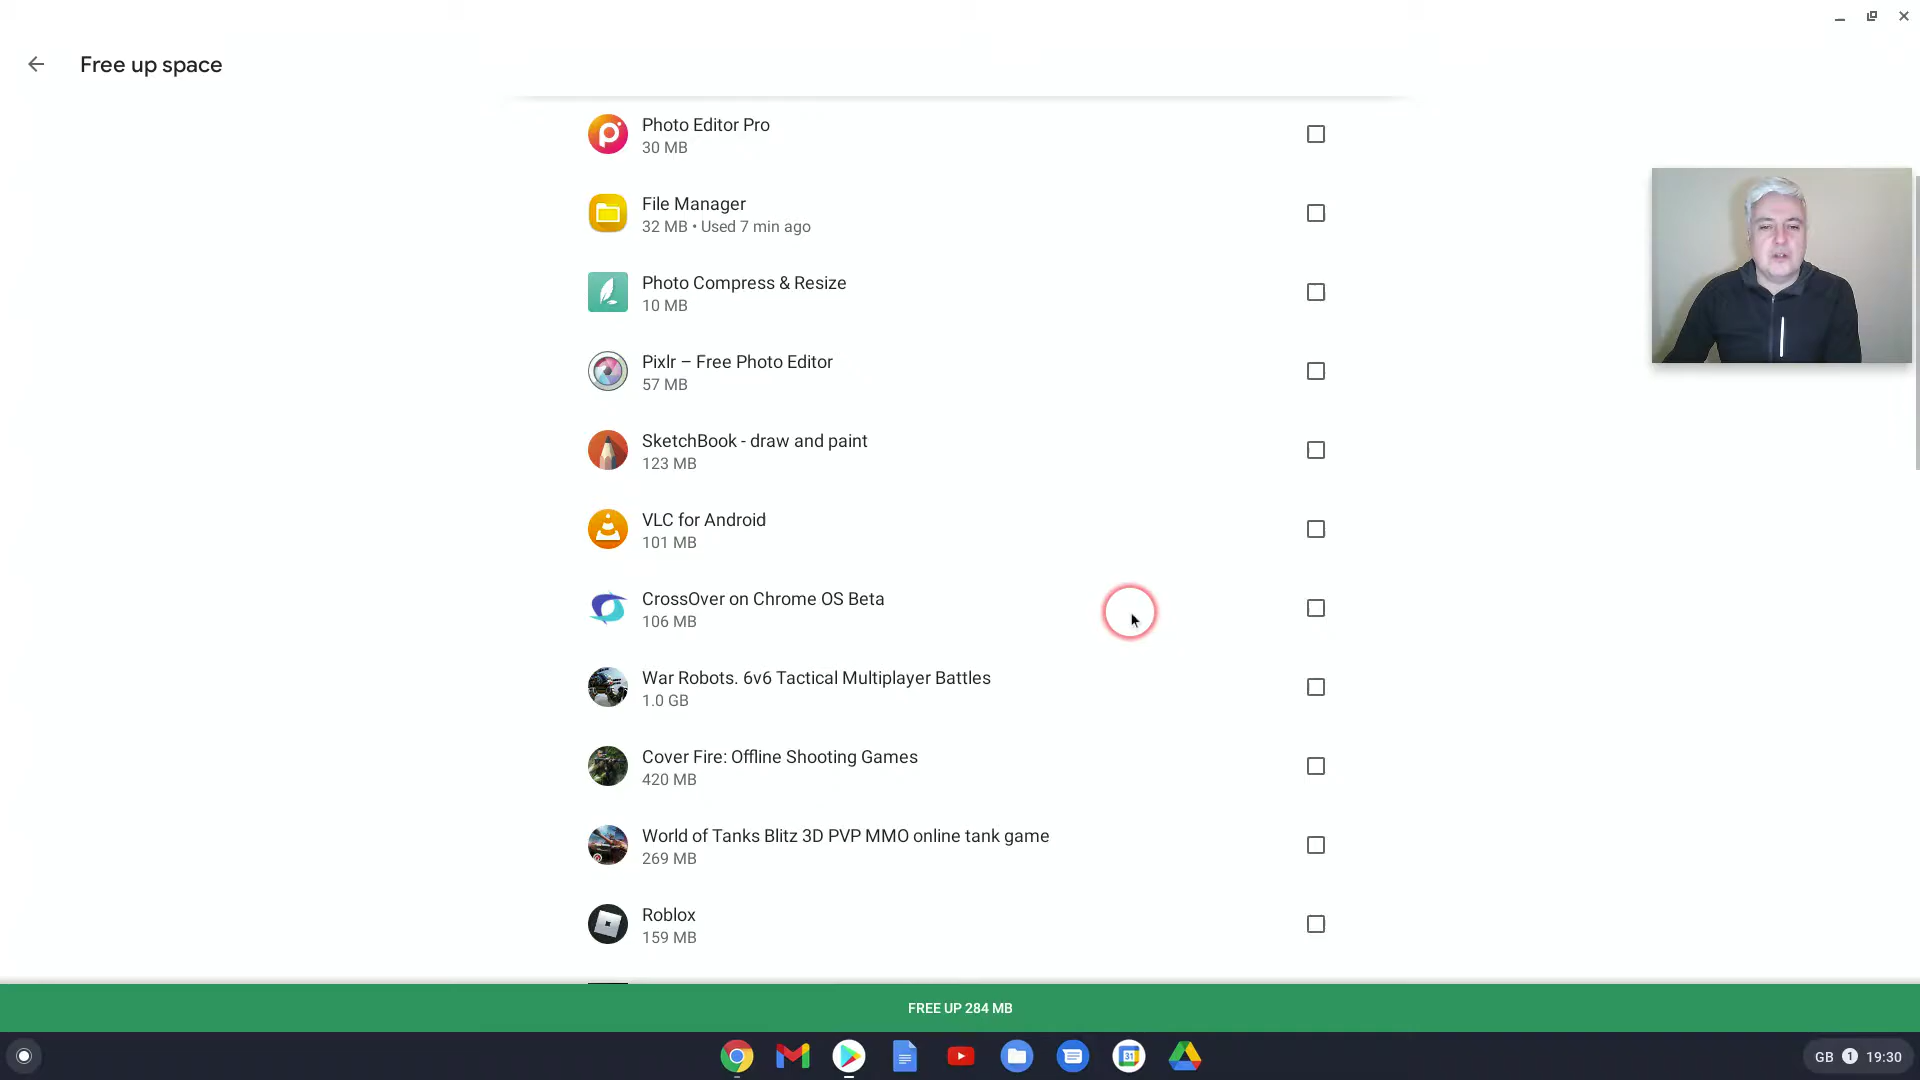 Free up space
Photo Editor Pro
30 MB
File Manager
32 MB • Used 7 min ago
Photo Compress & Resize
10 MB
Pixlr – Free Photo Editor
57 MB
SketchBook - draw and paint
123 MB
VLC for Android
101 MB
CrossOver on Chrome OS Beta
106 MB
War Robots. 6v6 Tactical Multiplayer Battles
1.0 GB
Cover Fire: Offline Shooting Games
420 MB
World of Tanks Blitz 3D PVP MMO online tank game
269 MB
Roblox
159 MB
FREE UP 284 MB
31
GB 1 19:30